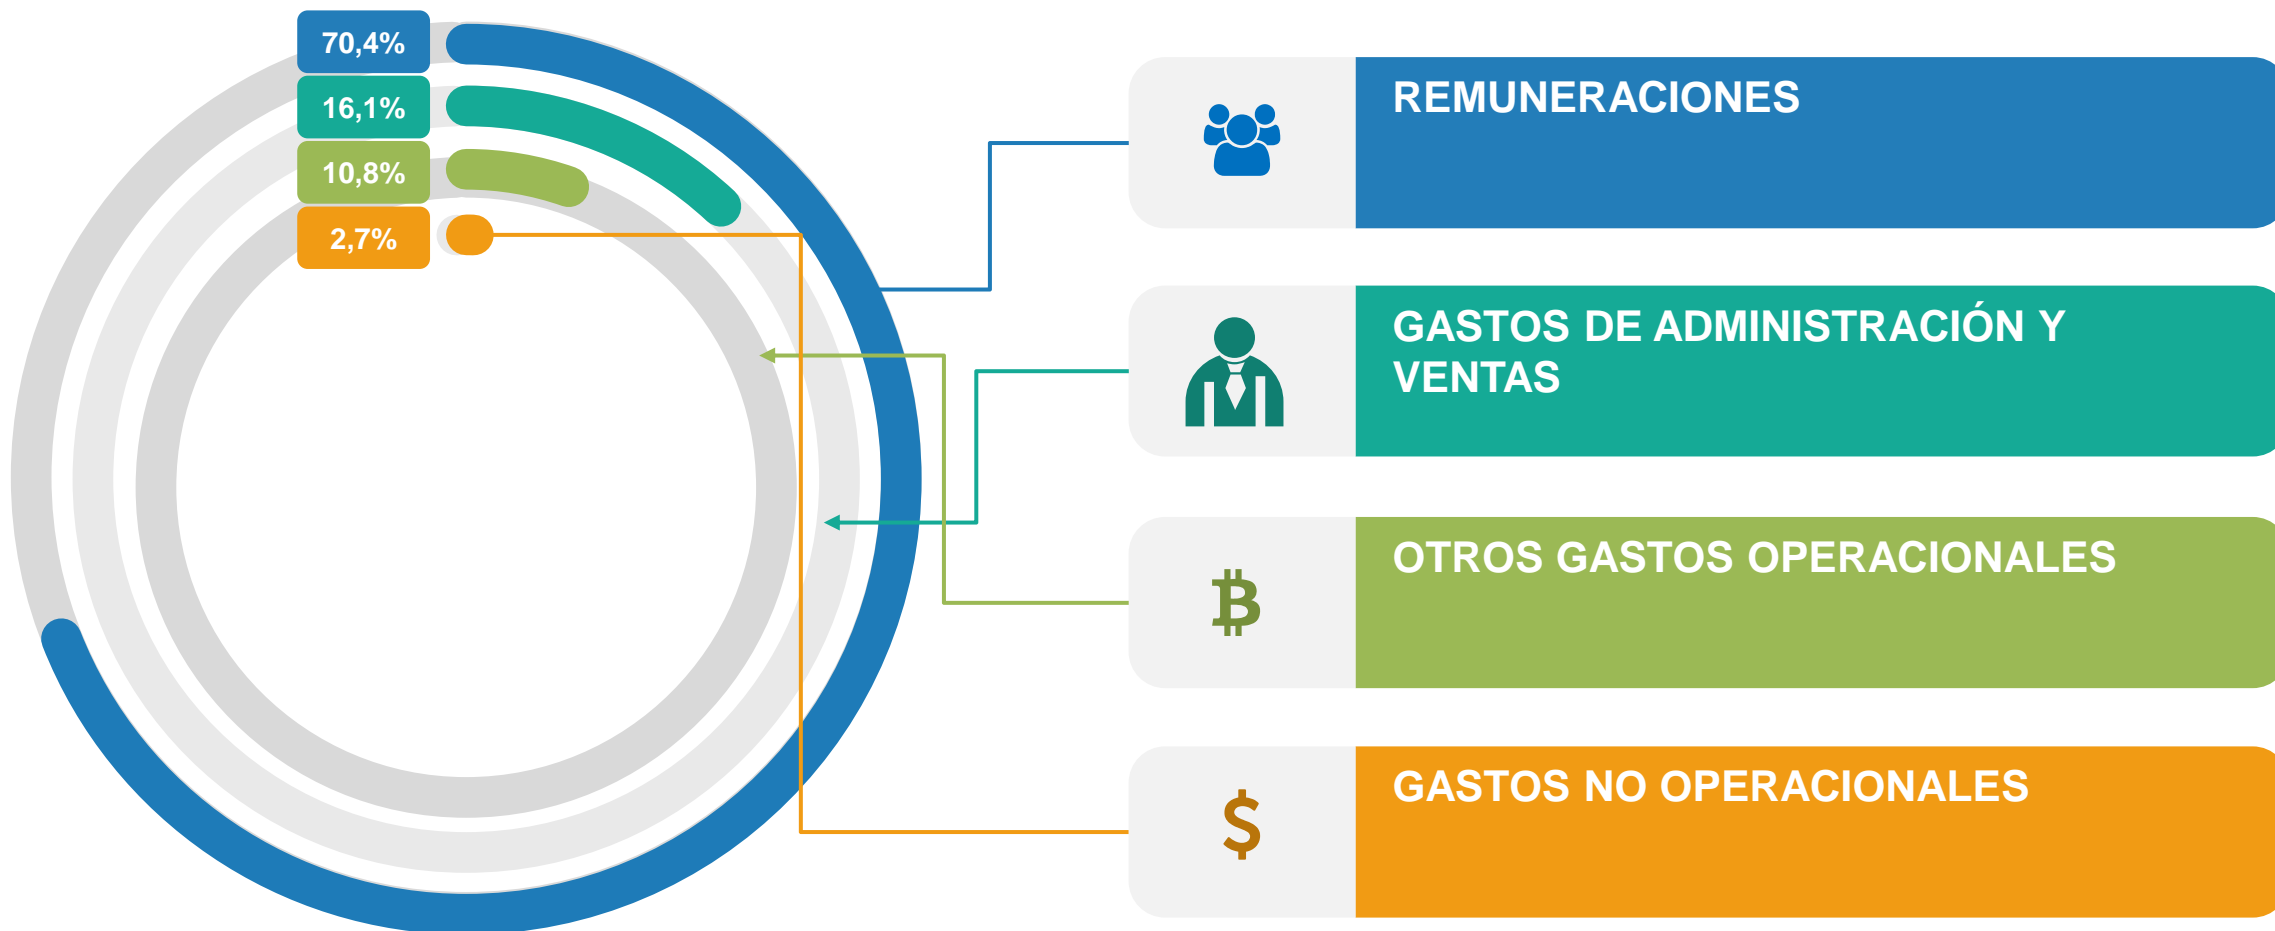 70,4%
16,1%
10,8%
2,7%
REMUNERACIONES
GASTOS DE ADMINISTRACIÓN Y
VENTAS
OTROS GASTOS OPERACIONALES
GASTOS NO OPERACIONALES